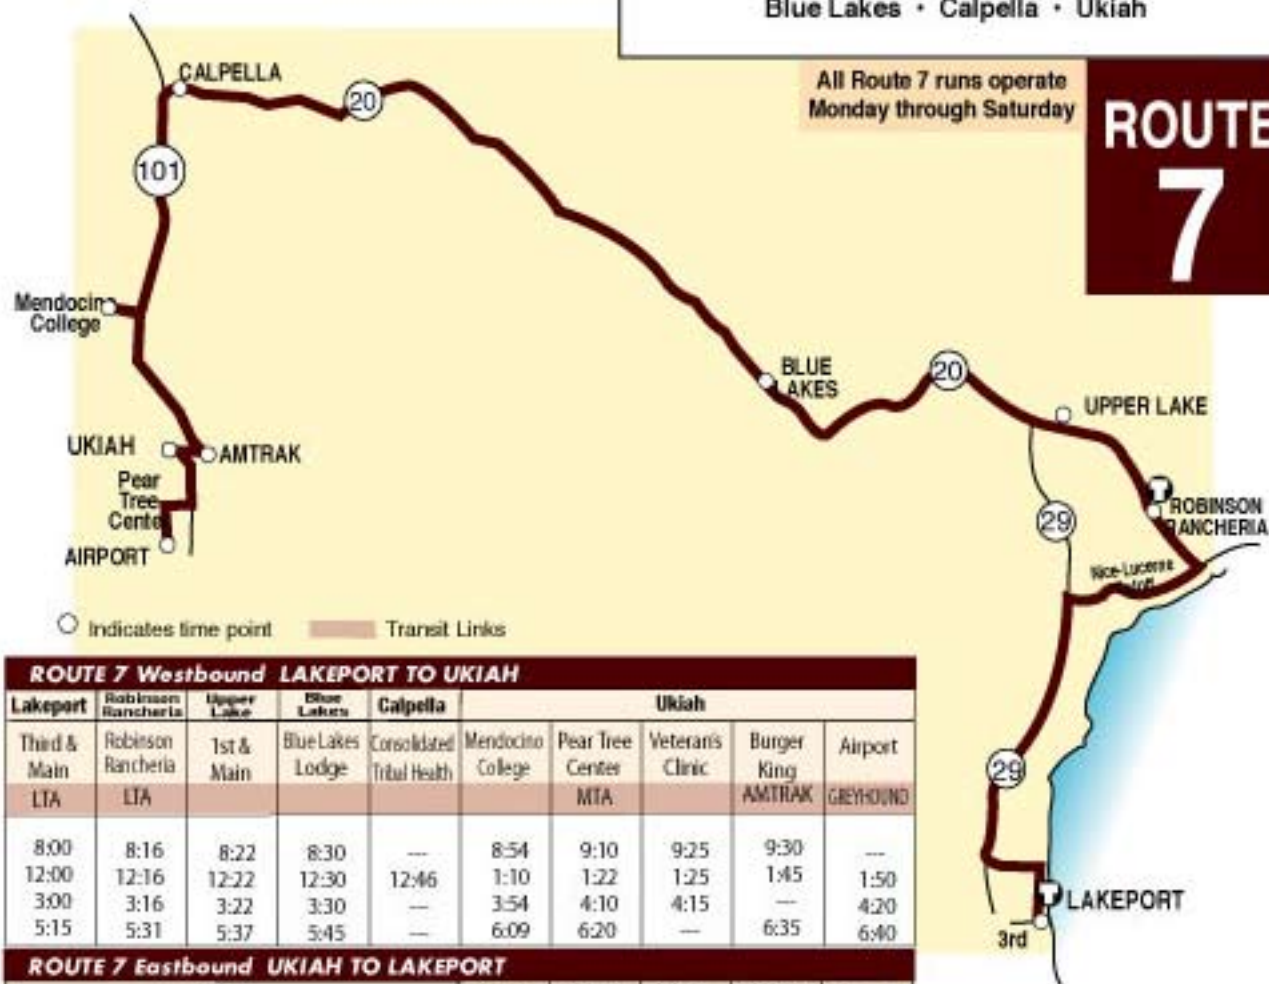 Blue Lakes • Calpella • Ukiah
All Route 7 runs operate
Monday through Saturday
ROUTE
7
CALPELLA
20
101
Mendocino
College
BLUE
LAKES
20
UPPER LAKE
UKIAH
AMTRAK
Pear
Tree
Cente
T
ROBINSON
RANCHERIA
29
AIRPORT
Nice-Lucerne
Indicates time point
Transit Links
29
T
LAKEPORT
3rd
ROUTE 7 Westbound LAKEPORT TO UKIAH
Lakeport Robinson Rancheria Upper Lake Blue Lakes Calpella Ukiah
Third & Robinson 1st & Blue Lakes Consolidated Mendocino Pear Tree Veteran's Burger Airport
Main Rancheria Main Lodge Tribal Health College Center Clinic King
LTA LTA MTA AMTRAK GREYHOUND
8:00 8:16 8:22 8:30 --- 8:54 9:10 9:25 9:30 ---
12:00 12:16 12:22 12:30 12:46 1:10 1:22 1:25 1:45 1:50
3:00 3:16 3:22 3:30 --- 3:54 4:10 4:15 --- 4:20
5:15 5:31 5:37 5:45 --- 6:09 6:20 --- 6:35 6:40
ROUTE 7 Eastbound UKIAH TO LAKEPORT